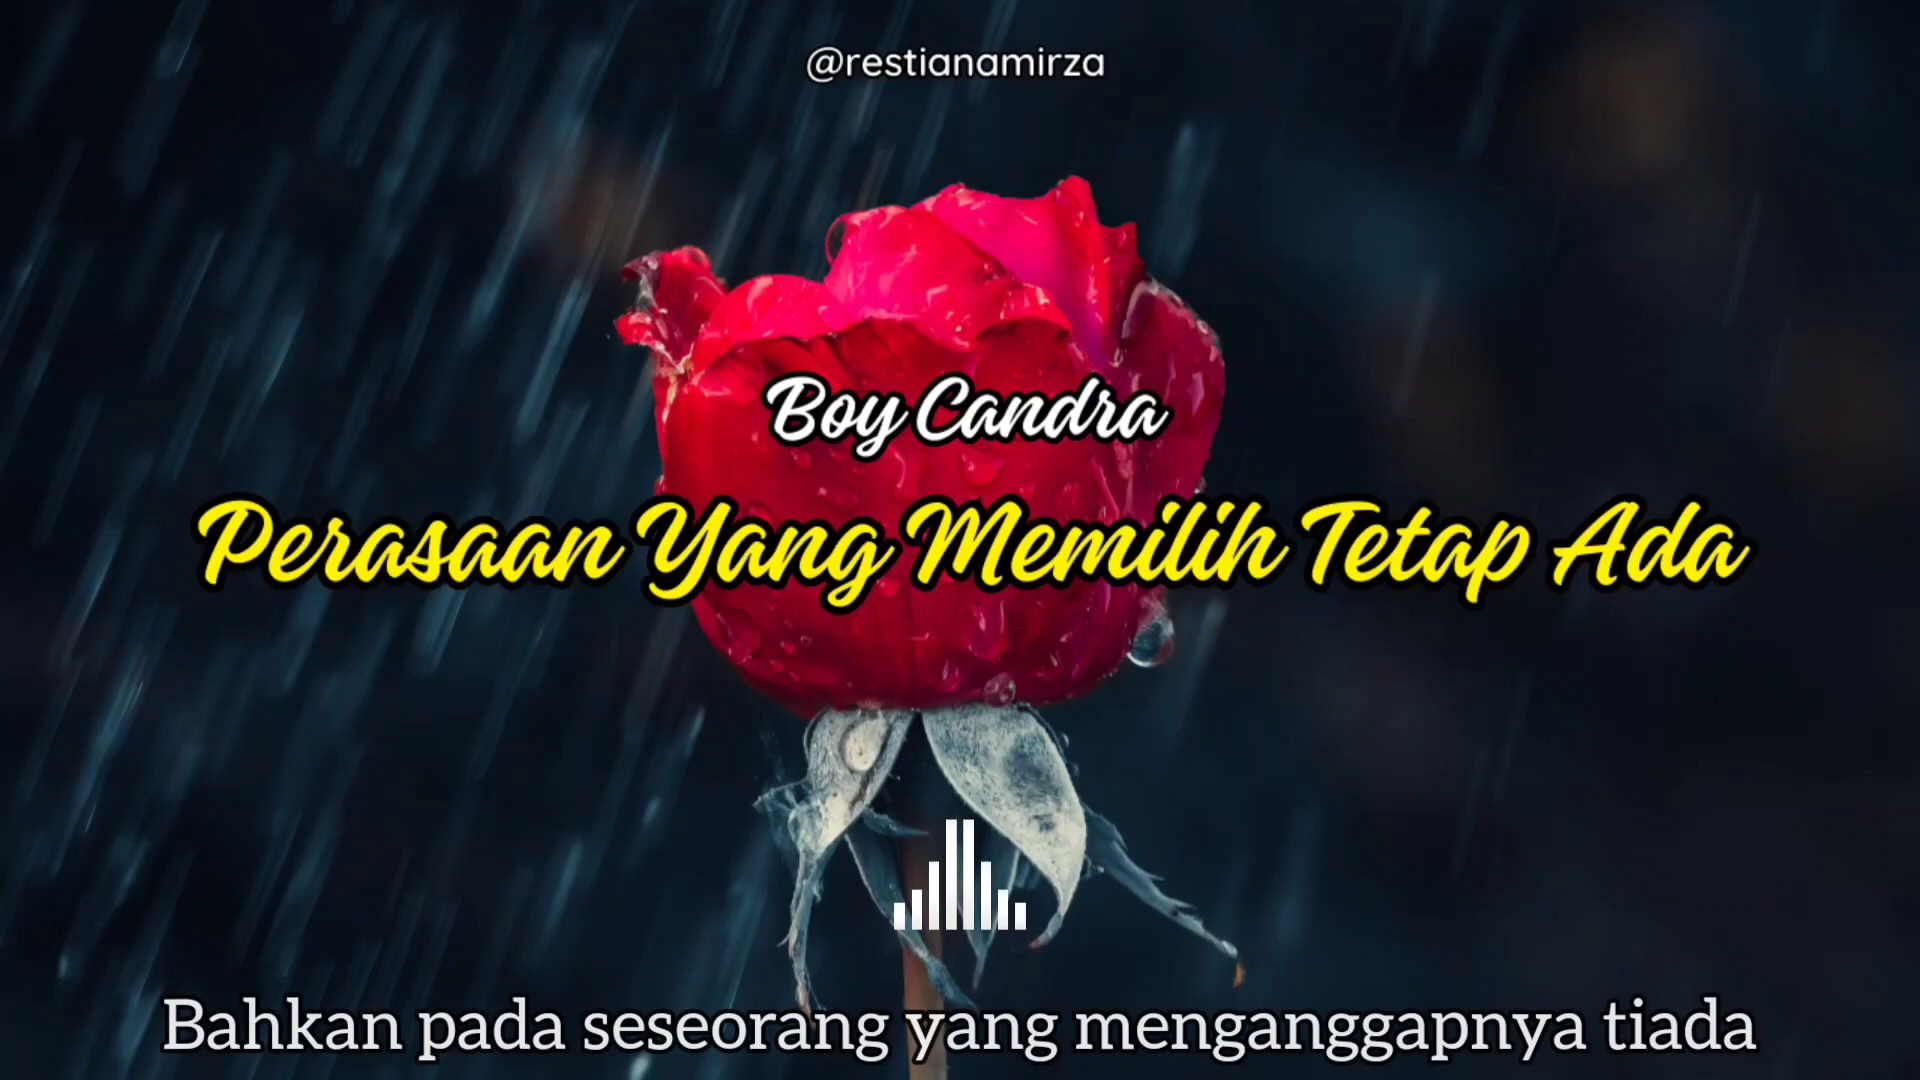 @restianamirza
Boy Candra
Perasaan Yang Memilih Tetap Ada
Bahkan pada seseorang yang menganggapnya tiada